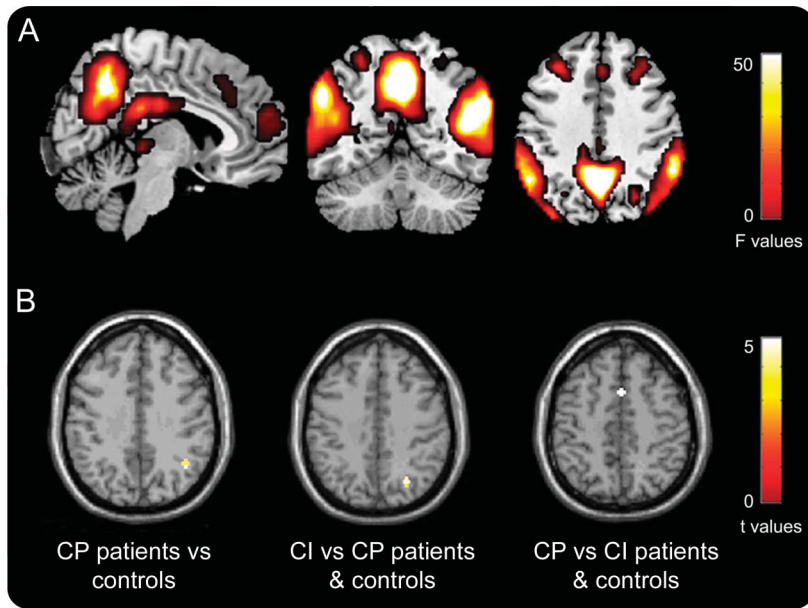 A
50
0
F values
B
5
0
t values
CP patients vs
controls
CI vs CP patients
& controls
CP vs CI patients
& controls